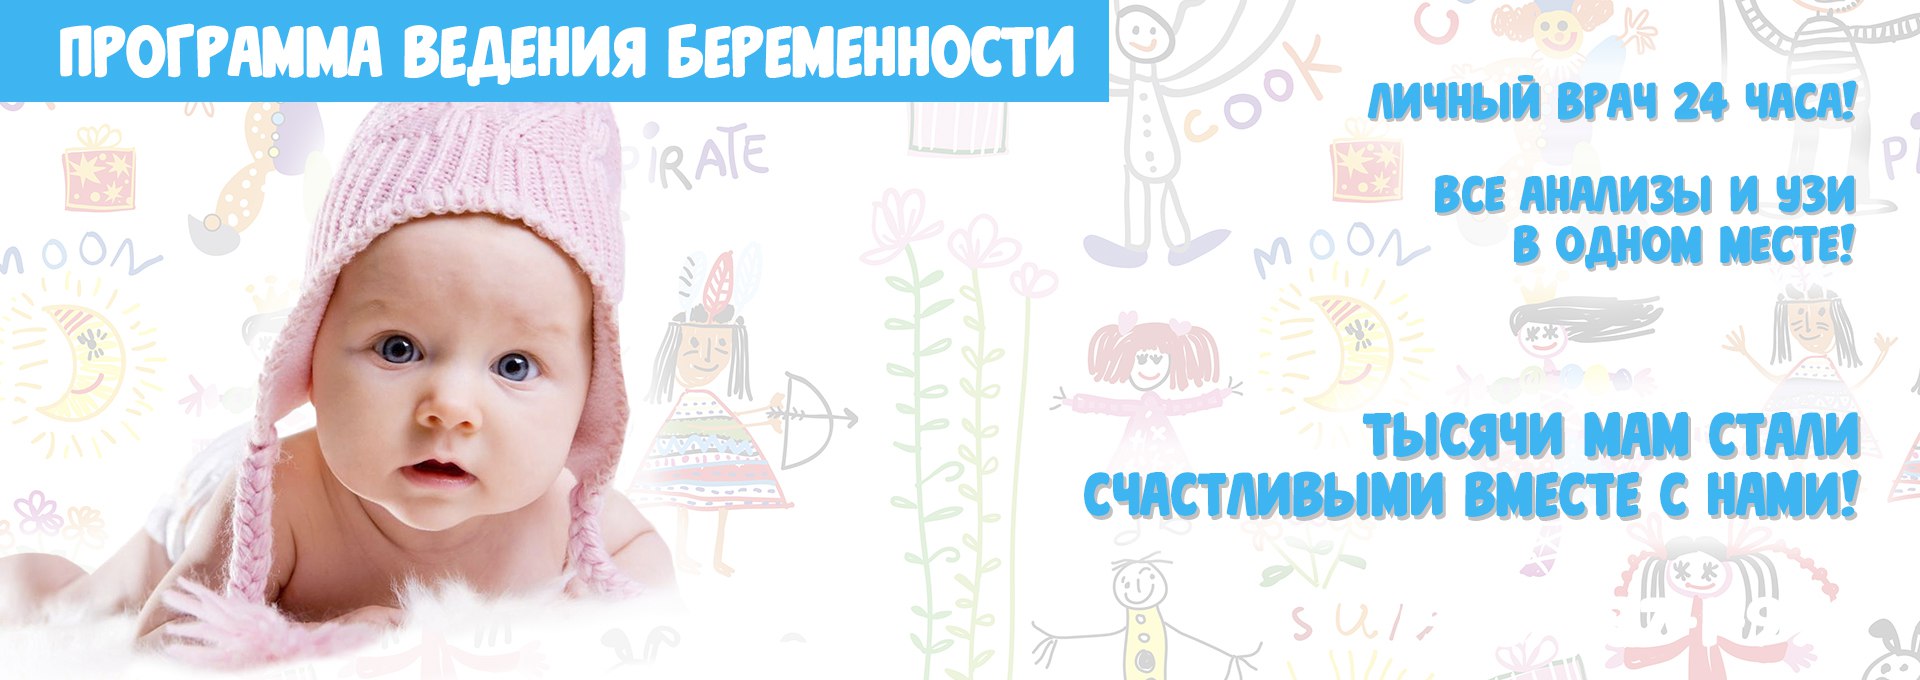 ПРОГРАММА ВЕДЕНИЯ БЕРЕМЕННОСТИ
ЛИЧНЫЙ ВРАЧ 24 ЧАСА!
ВСЕ АНАЛИЗЫ И УЗИ
В ОДНОМ МЕСТЕ!
ТЫСЯЧИ МАМ СТАЛИ
СЧАСТЛИВЫМИ ВМЕСТЕ С НАМИ!
COOK
PIRATE
MOON
MOON